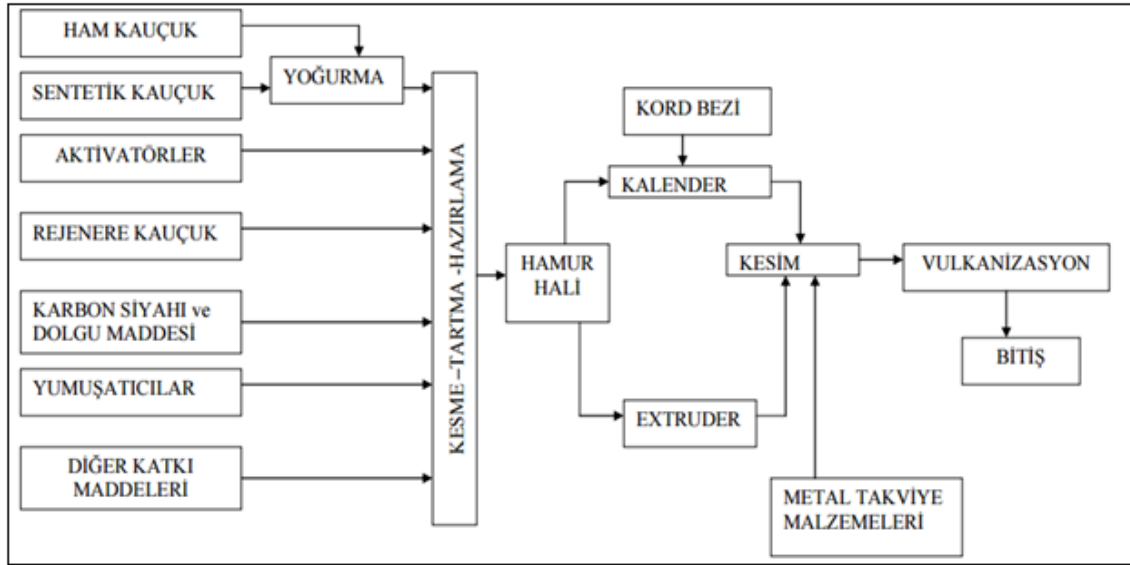 HAM KAUÇUK
SENTETİK KAUÇUK
YOĞURMA
AKTİVATÖRLER
REJENERE KAUÇUK
KARBON SİYAHI ve
DOLGU MADDESİ
YUMUŞATICILAR
DİĞER KATKI
MADDELERİ
KESME –TARTMA -HAZIRLAMA
HAMUR
HALİ
KORD BEZİ
KALENDER
EXTRUDER
KESİM
METAL TAKVİYE
MALZEMELERİ
VULKANİZASYON
BİTİŞ